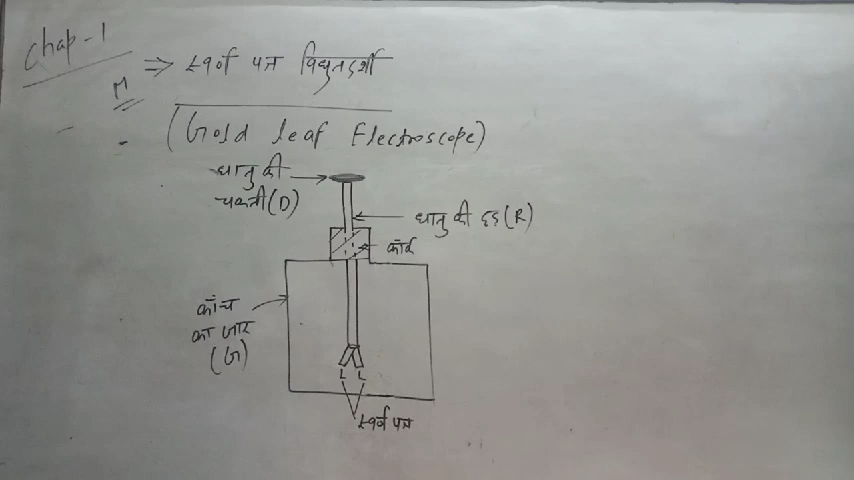 Chap-1
M
⇒ स्वर्ण पत्र विद्युतदर्शी
(Gold leaf Electroscope)
धातु की
चकती(D)
धातु की छड़(R)
कॉर्क
काँच
का जार
(G)
L L
स्वर्ण पत्र